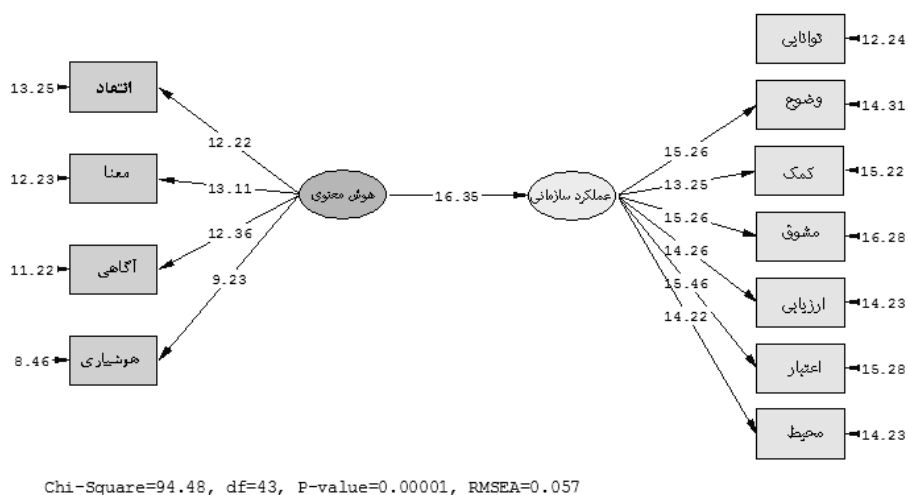 توانایی
12.24
انتقاد
13.25
وضوح
14.31
12.22
15.26
معنا
12.23
کمک
15.22
13.11
13.25
هوش معنوی
16.35
عملکرد سازمانی
12.36
15.26
مشوق
16.28
آگاهی
11.22
9.23
14.26
15.46
ارزیابی
14.23
14.22
هوشیاری
8.46
اعتبار
15.28
محیط
14.23
Chi-Square=94.48, df=43, P-value=0.00001, RMSEA=0.057